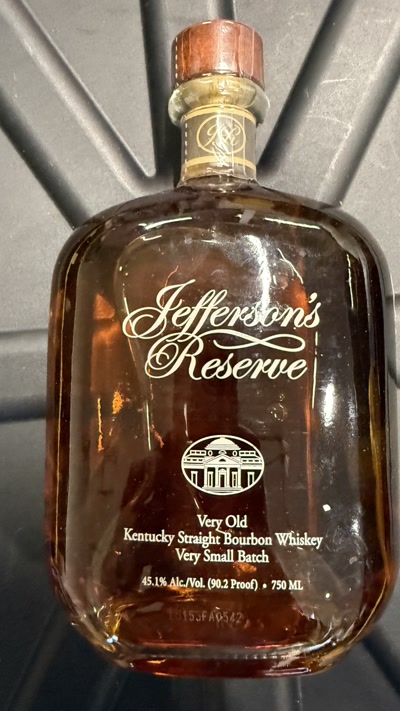 JR
Jefferson's
Reserve
Very Old
Kentucky Straight Bourbon Whiskey
Very Small Batch
45.1% Alc/Vol. (90.2 Proof) • 750 ML